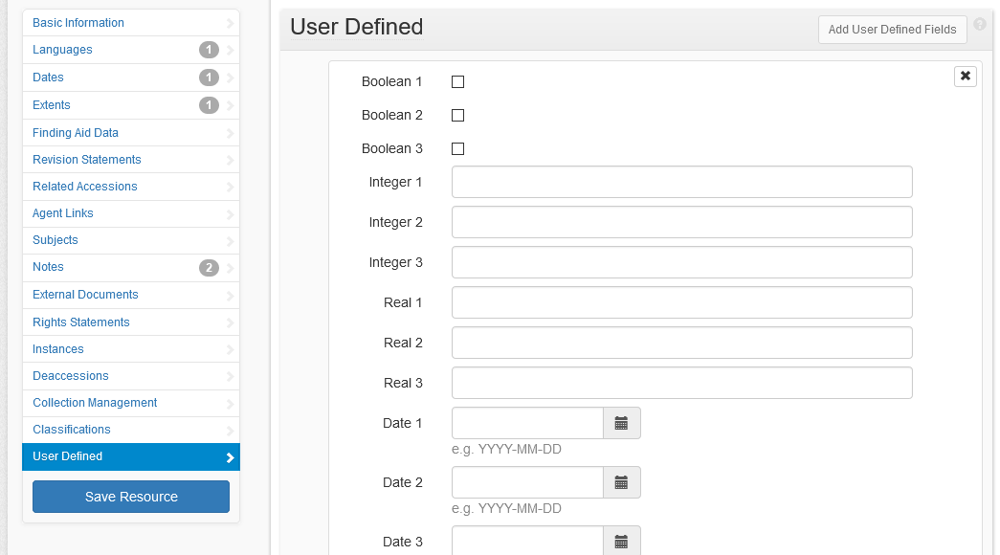 Basic Information
Languages 1
Dates 1
Extents 1
Finding Aid Data
Revision Statements
Related Accessions
Agent Links
Subjects
Notes 2
External Documents
Rights Statements
Instances
Deaccessions
Collection Management
Classifications
User Defined
Save Resource
User Defined
Add User Defined Fields
?
Boolean 1
Boolean 2
Boolean 3
Integer 1
Integer 2
Integer 3
Real 1
Real 2
Real 3
Date 1
e.g. YYYY-MM-DD
Date 2
e.g. YYYY-MM-DD
Date 3